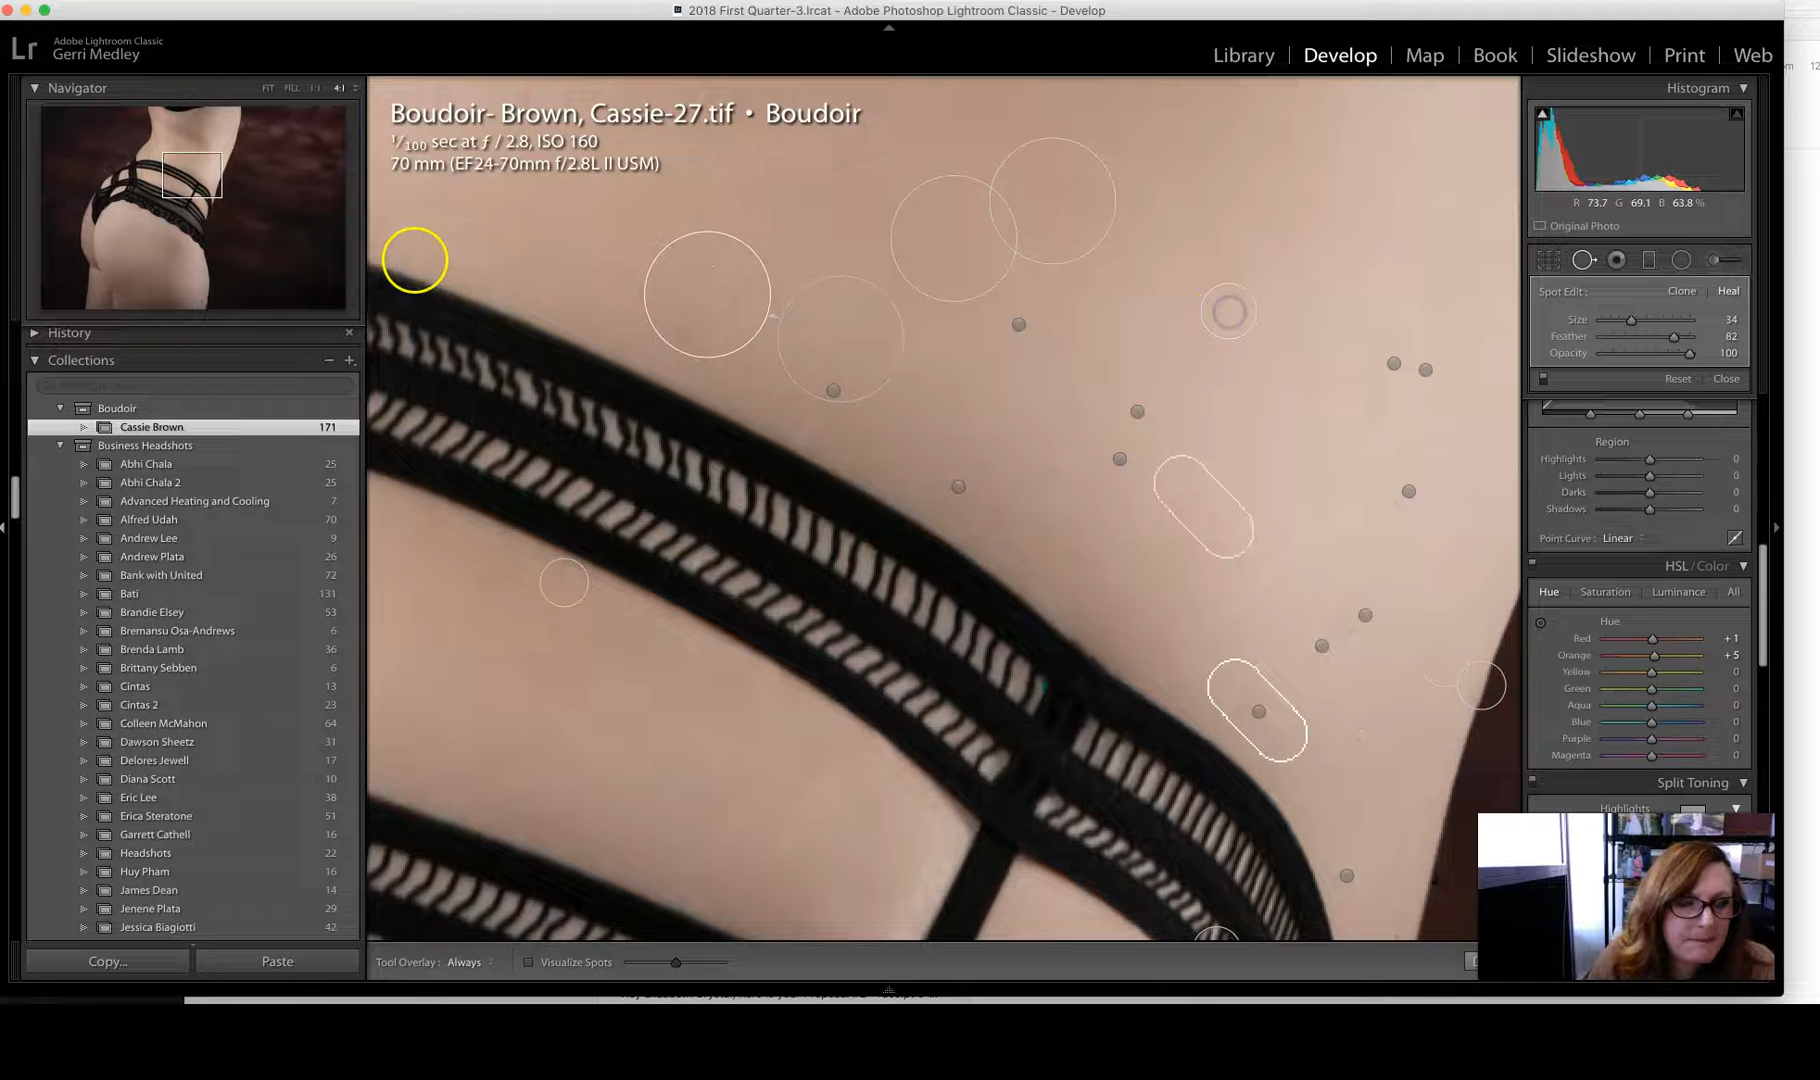 2018 First Quarter-3.lrcat - Adobe Photoshop Lightroom Classic - Develop
Lr
Adobe Lightroom Classic
Gerri Medley
Library | Develop | Map | Book | Slideshow | Print | Web
Navigator FIT FILL 1:1 4:1
History
Collections
Boudoir
Cassie Brown 171
Business Headshots
Abhi Chala 25
Abhi Chala 2 25
Advanced Heating and Cooling 7
Alfred Udah 70
Andrew Lee 9
Andrew Plata 26
Bank with United 72
Bati 131
Brandie Elsey 53
Bremansu Osa-Andrews 6
Brenda Lamb 36
Brittany Sebben 6
Cintas 13
Cintas 2 23
Colleen McMahon 64
Dawson Sheetz 31
Delores Jewell 17
Diana Scott 10
Eric Lee 38
Erica Steratone 51
Garrett Cathell 16
Headshots 22
Huy Pham 16
James Dean 14
Jenene Plata 29
Jessica Biagiotti 42
Copy... Paste
Boudoir- Brown, Cassie-27.tif • Boudoir
1/100 sec at ƒ / 2.8, ISO 160
70 mm (EF24-70mm f/2.8L II USM)
Tool Overlay : Always Visualize Spots
Histogram
R 73.7 G 69.1 B 63.8 %
Original Photo
Spot Edit : Clone Heal
Size 34
Feather 82
Opacity 100
Reset Close
Region
Highlights 0
Lights 0
Darks 0
Shadows 0
Point Curve : Linear
HSL / Color
Hue Saturation Luminance All
Hue
Red + 1
Orange + 5
Yellow 0
Green 0
Aqua 0
Blue 0
Purple 0
Magenta 0
Split Toning
Highlights